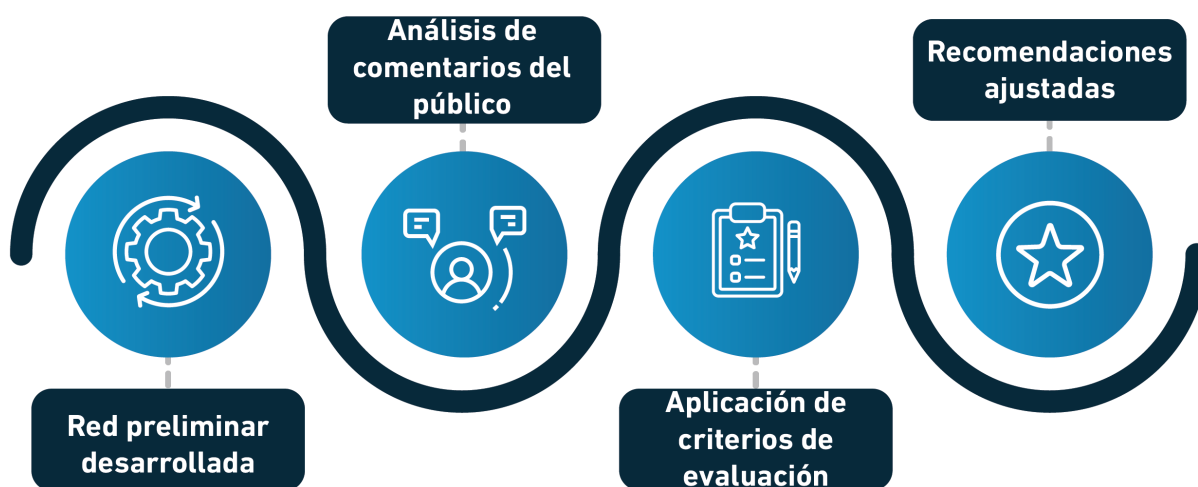 Red preliminar
desarrollada
Análisis de
comentarios del
público
Aplicación de
criterios de
evaluación
Recomendaciones
ajustadas